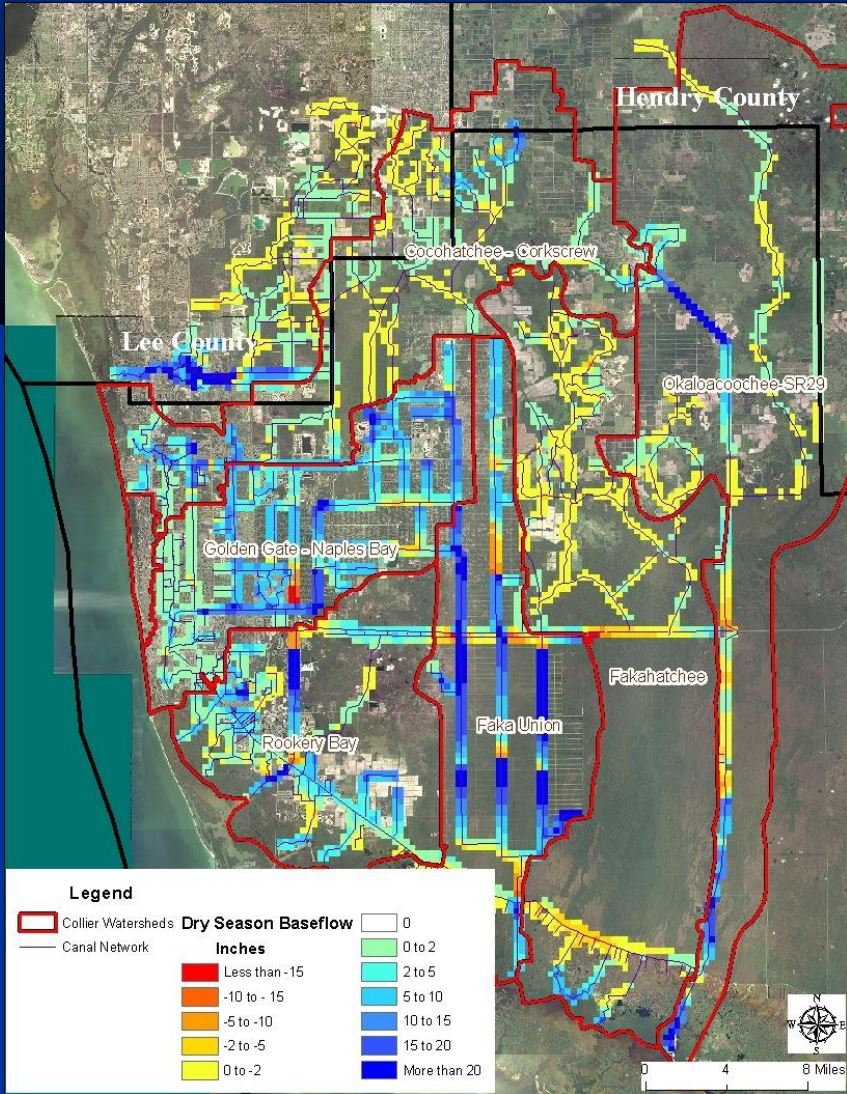 Hendry County
Cocohatchee - Corkscrew
Lee County
Okaloacoochee-SR29
Golden Gate - Naples Bay
Fakahatchee
Faka Union
Rookery Bay
Legend
Collier Watersheds
Canal Network
Dry Season Baseflow
Inches
Less than -15
-10 to - 15
-5 to -10
-2 to -5
0 to -2
0
0 to 2
2 to 5
5 to 10
10 to 15
15 to 20
More than 20
N
W E
S
0 4 8 Miles